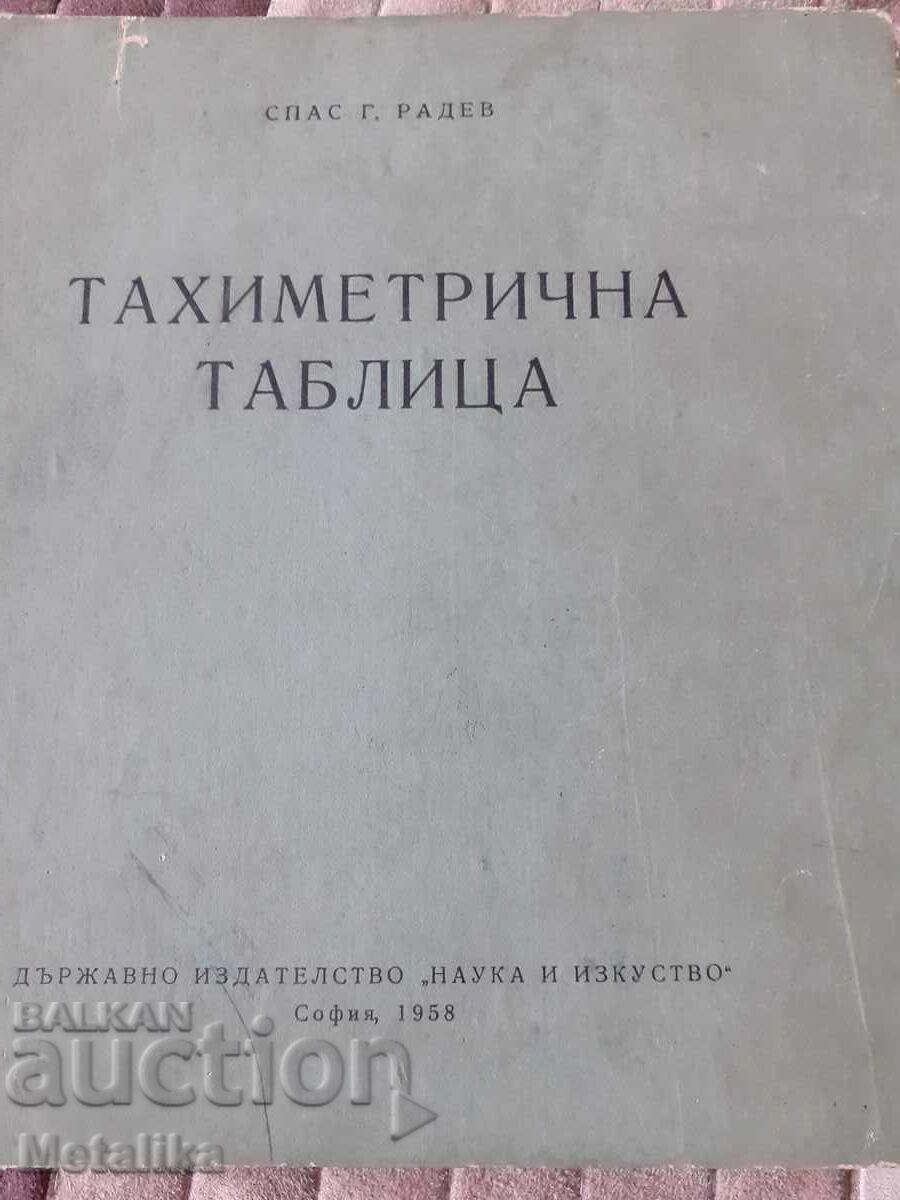 СПАС Г. РАДЕВ
ТАХИМЕТРИЧНА
ТАБЛИЦА
ДЪРЖАВНО ИЗДАТЕЛСТВО „НАУКА И ИЗКУСТВО“
София, 1958
BALKAN
auction
Metalika